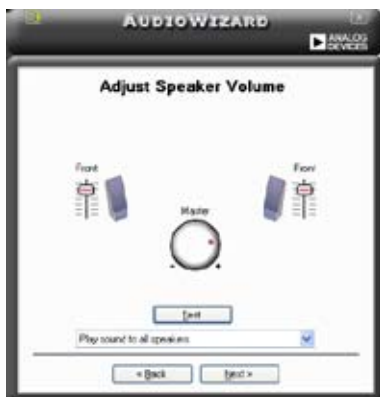 AUDIOWIZARD
ANALOG
DEVICES
Adjust Speaker Volume
Front
Front
Master
- +
Test
Play sound to all speakers
< Back
Next >